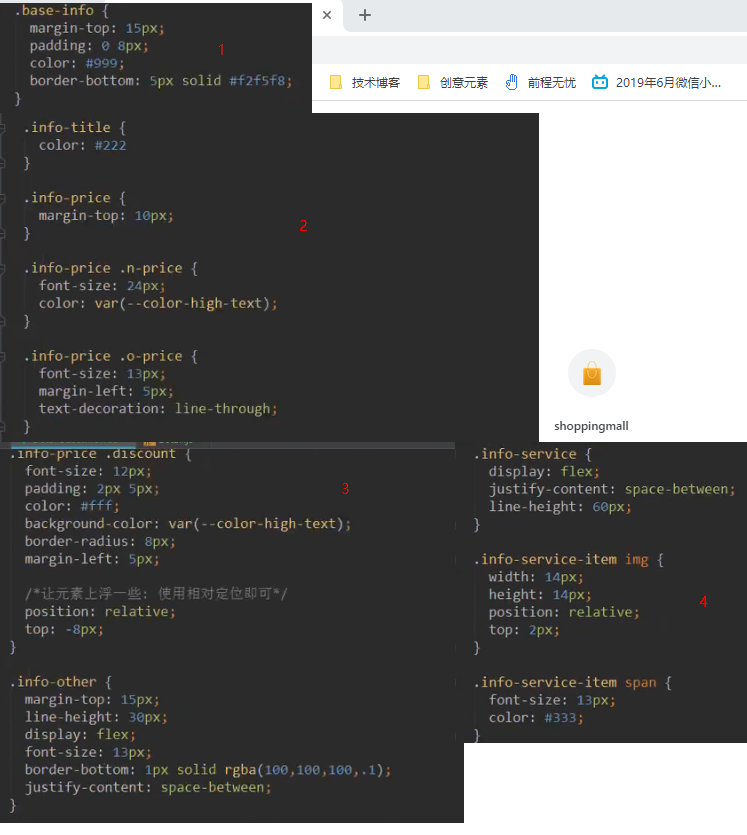 .base-info {
margin-top: 15px;
padding: 0 8px;
color: #999;
border-bottom: 5px solid #f2f5f8;
}
1
技术博客
创意元素
前程无忧
2019年6月微信小...
.info-title {
color: #222
}
.info-price {
margin-top: 10px;
}
.info-price .n-price {
font-size: 24px;
color: var(--color-high-text);
}
.info-price .o-price {
font-size: 13px;
margin-left: 5px;
text-decoration: line-through;
}
2
shoppingmall
.info-price .discount {
font-size: 12px;
padding: 2px 5px;
color: #fff;
background-color: var(--color-high-text);
border-radius: 8px;
margin-left: 5px;
/*让元素上浮一些: 使用相对定位即可*/
position: relative;
top: -8px;
}
.info-other {
margin-top: 15px;
line-height: 30px;
display: flex;
font-size: 13px;
border-bottom: 1px solid rgba(100,100,100,.1);
justify-content: space-between;
}
3
.info-service {
display: flex;
justify-content: space-between;
line-height: 60px;
}
.info-service-item img {
width: 14px;
height: 14px;
position: relative;
top: 2px;
}
.info-service-item span {
font-size: 13px;
color: #333;
}
4